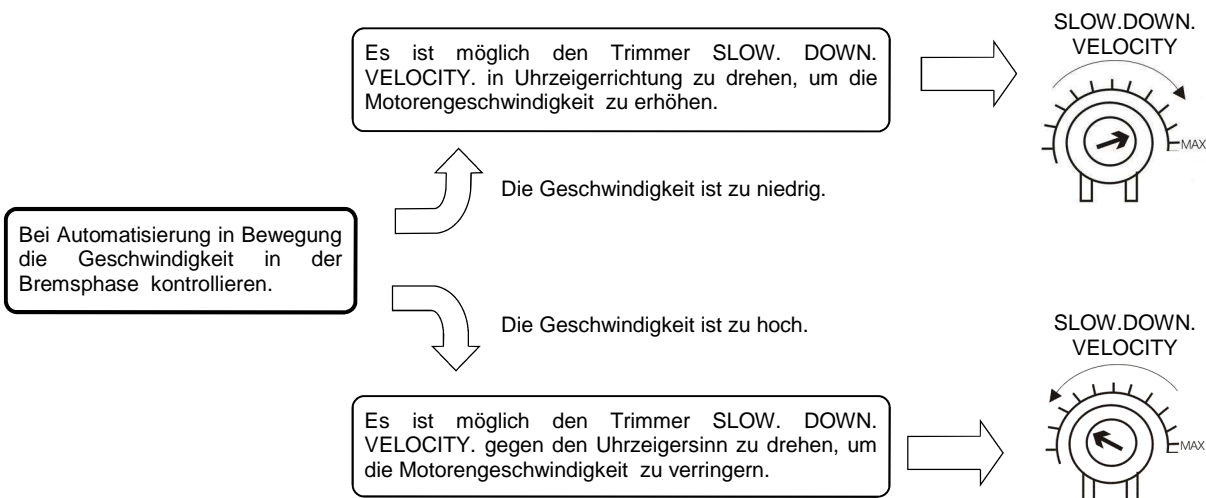 SLOW.DOWN.
VELOCITY
Es ist möglich den Trimmer SLOW. DOWN.
VELOCITY. in Uhrzeigerrichtung zu drehen, um die
Motorengeschwindigkeit zu erhöhen.
MAX
Die Geschwindigkeit ist zu niedrig.
Bei Automatisierung in Bewegung
die Geschwindigkeit in der
Bremsphase kontrollieren.
Die Geschwindigkeit ist zu hoch.
SLOW.DOWN.
VELOCITY
Es ist möglich den Trimmer SLOW. DOWN.
VELOCITY. gegen den Uhrzeigersinn zu drehen, um
die Motorengeschwindigkeit zu verringern.
MAX